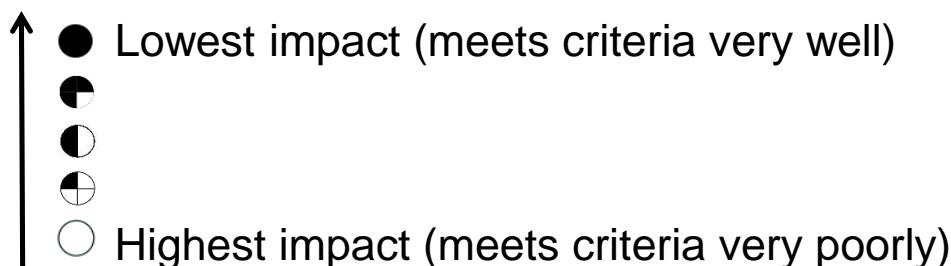 Lowest impact (meets criteria very well)
Highest impact (meets criteria very poorly)